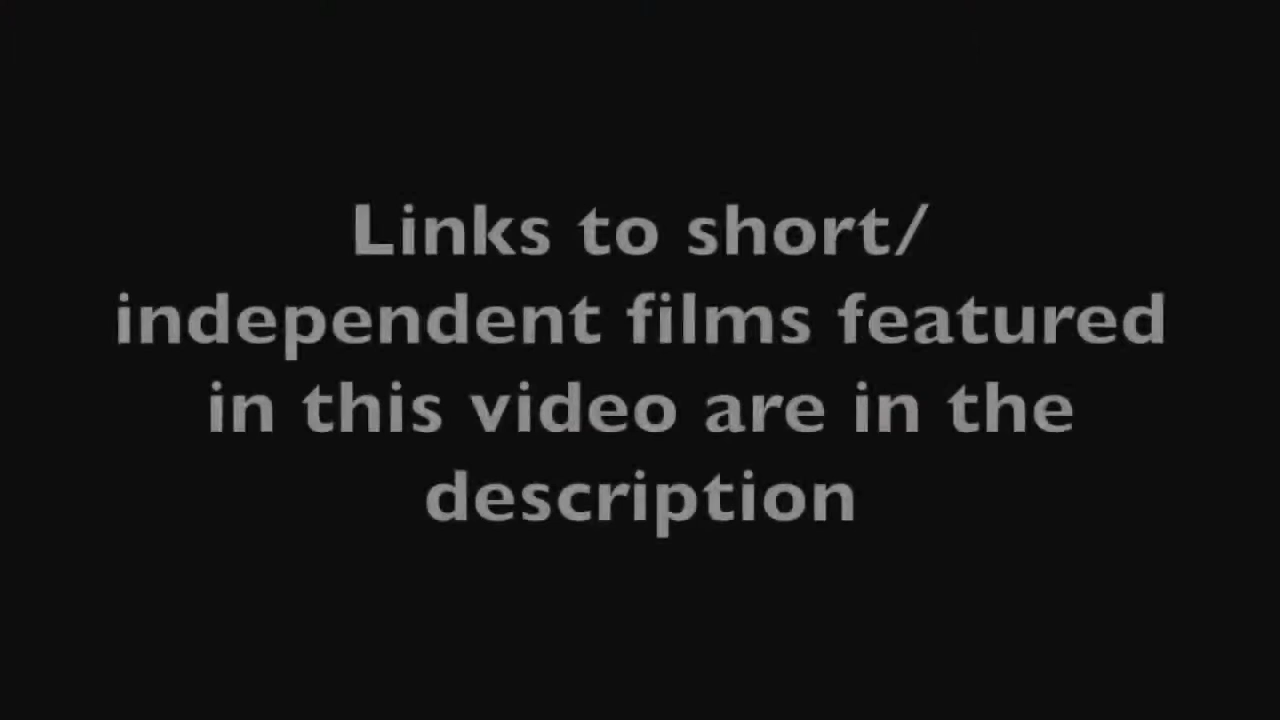 Links to short/
independent films featured
in this video are in the
description